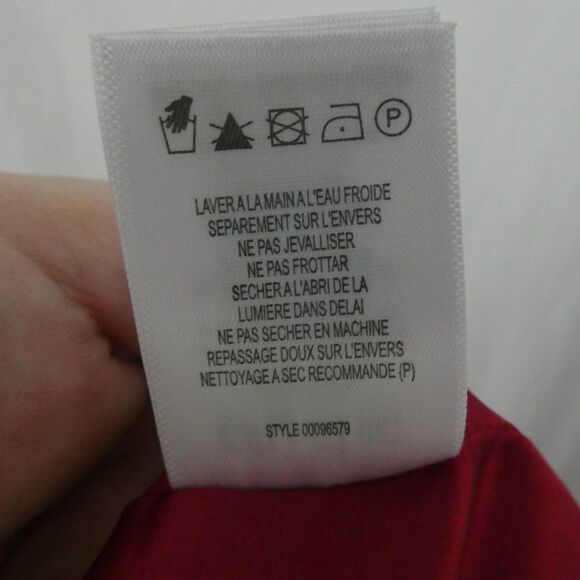 P
LAVER A LA MAIN A L'EAU FROIDE
SEPAREMENT SUR L'ENVERS
NE PAS JEVALLISER
NE PAS FROTTAR
SECHER A L'ABRI DE LA
LUMIERE DANS DELAI
NE PAS SECHER EN MACHINE
REPASSAGE DOUX SUR L'ENVERS
NETTOYAGE A SEC RECOMMANDE (P)
STYLE 00096579